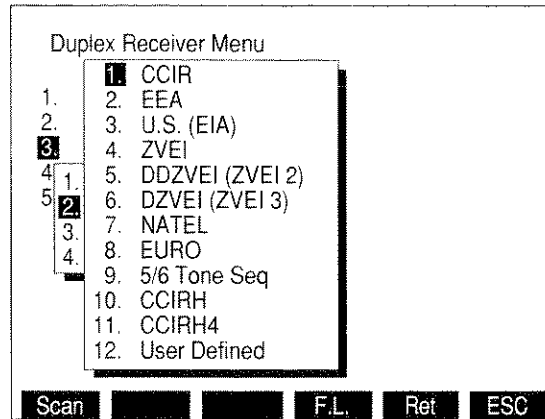 Duplex Receiver Menu
1.
2.
3.
4
5
1.
2.
3.
4.
1. CCIR
2. EEA
3. U.S. (EIA)
4. ZVEI
5. DDZVEI (ZVEI 2)
6. DZVEI (ZVEI 3)
7. NATEL
8. EURO
9. 5/6 Tone Seq
10. CCIRH
11. CCIRH4
12. User Defined
Scan F.L. Ret ESC